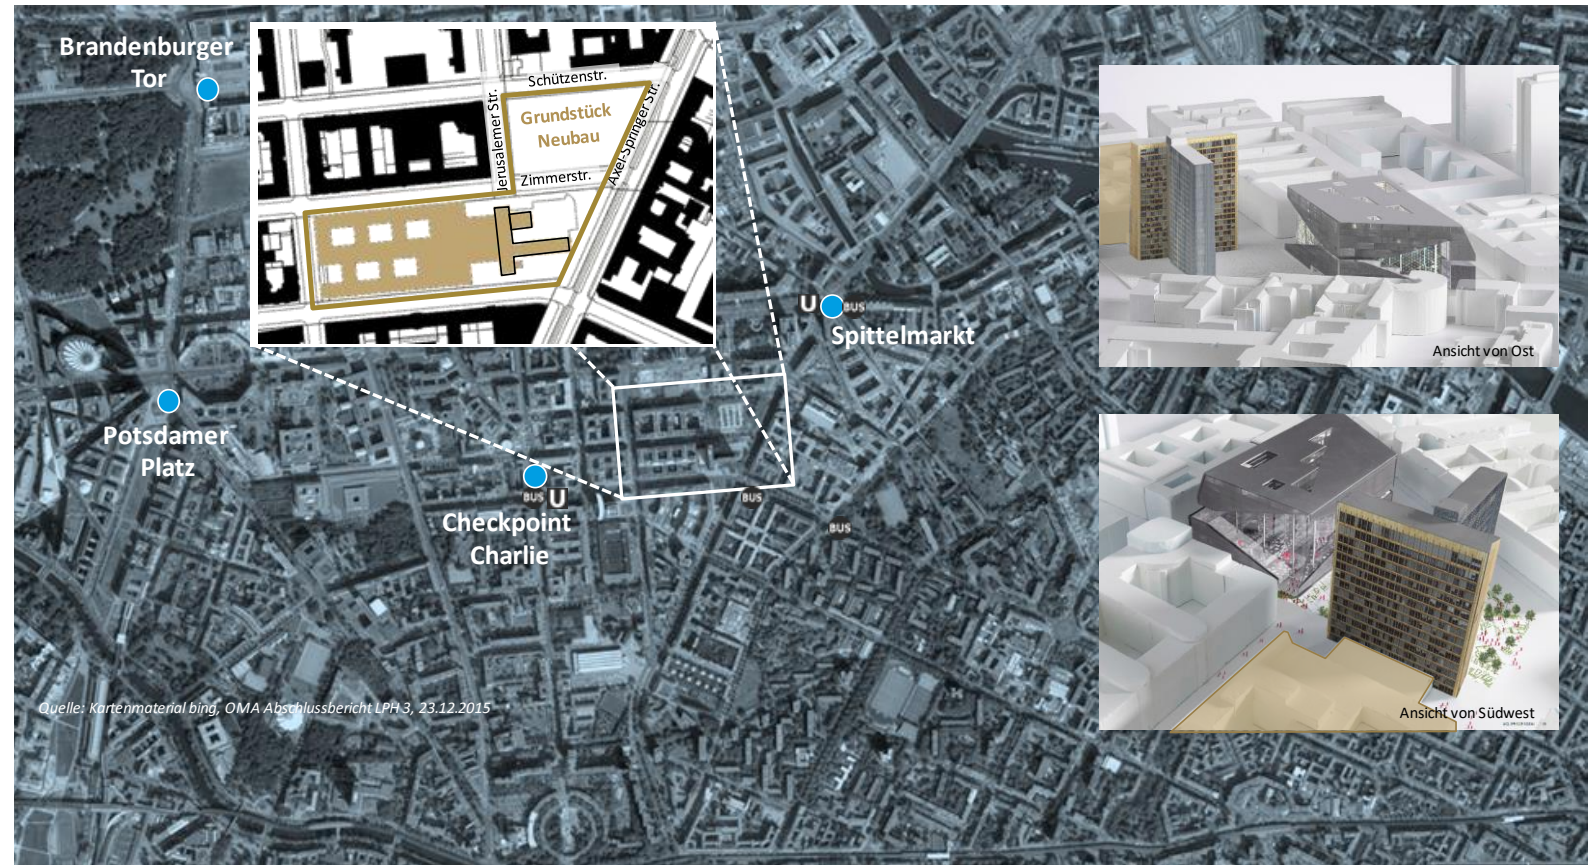 Brandenburger
Tor
Schützenstr.
Jerusalemer Str.
Grundstück
Neubau
Axel-Springer Str.
Zimmerstr.
Ansicht von Ost
U
BUS
Spittelmarkt
Potsdamer
Platz
BUS U
Checkpoint
Charlie
BUS
BUS
Quelle: Kartenmaterial bing, OMA Abschlussbericht LPH 3, 23.12.2015
Ansicht von Südwest